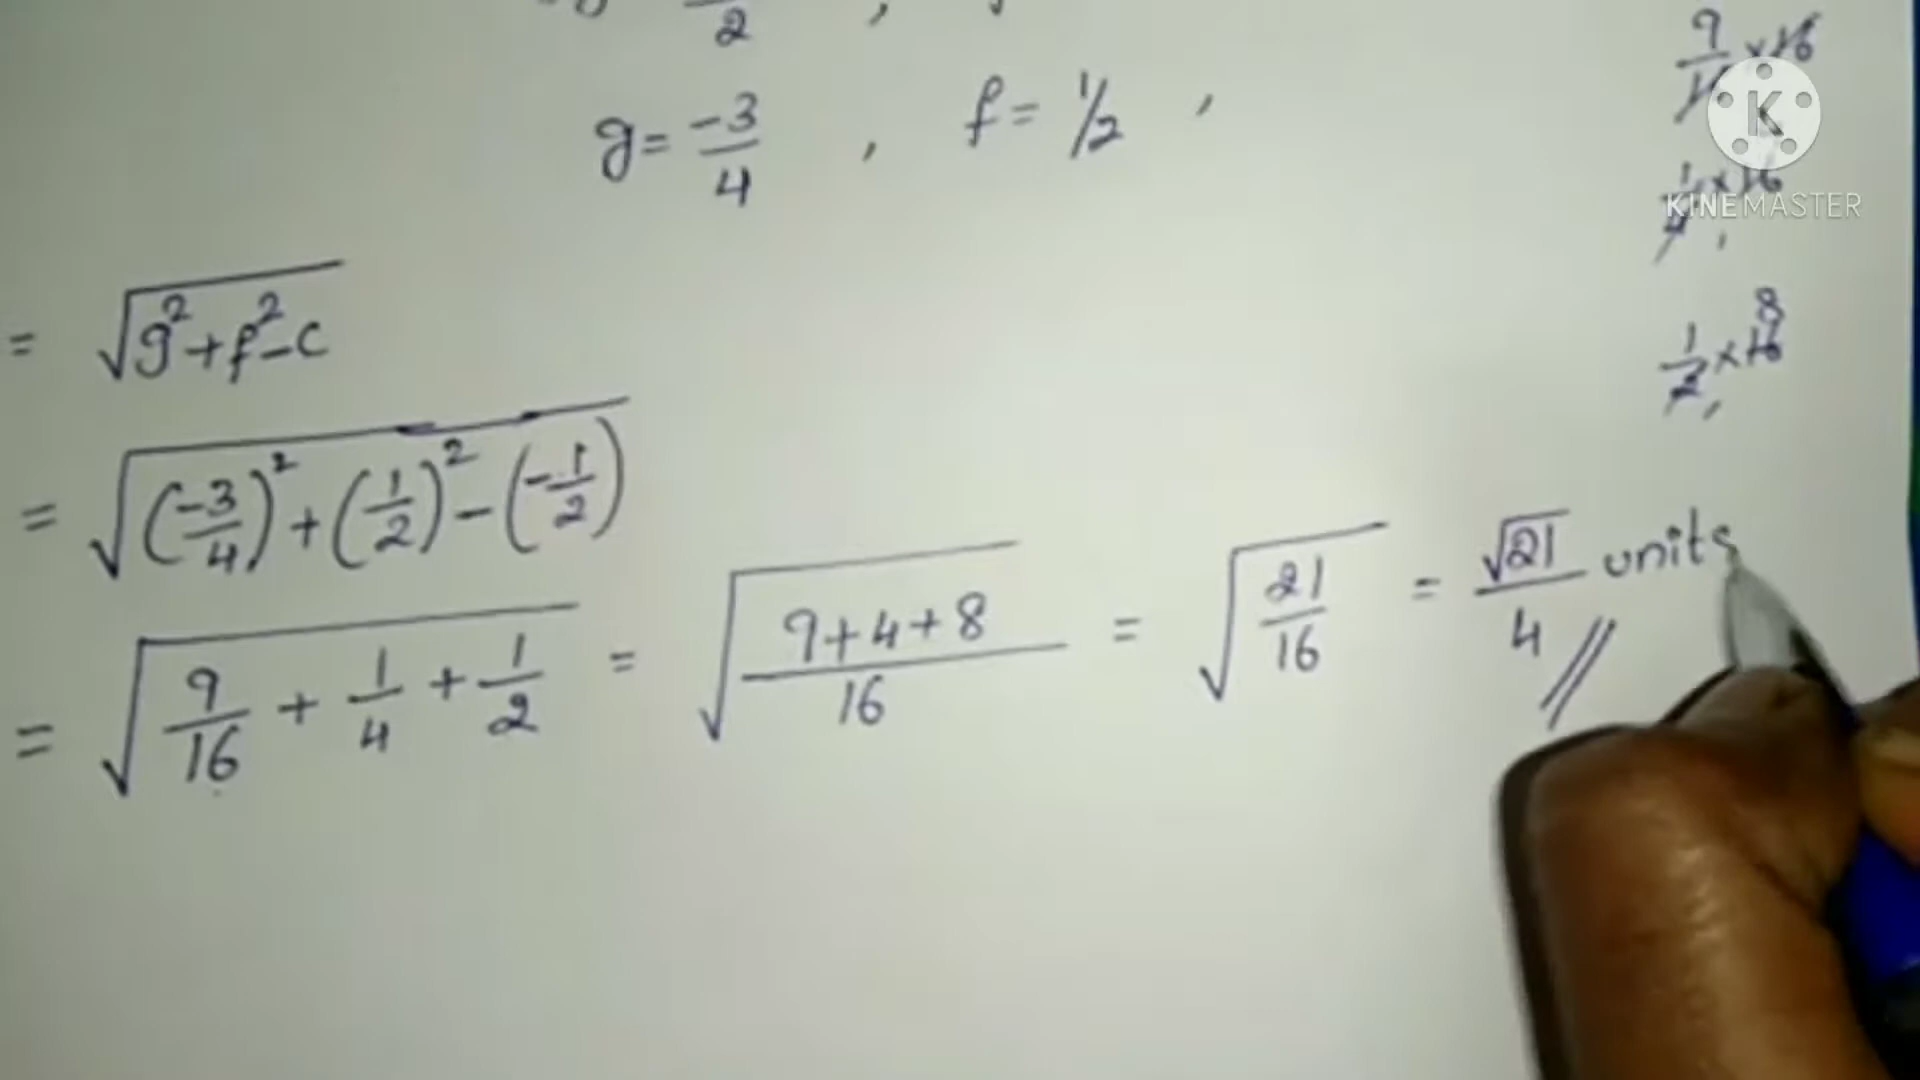 2 ,
g = -3/4 , f = 1/2 ,
9/16 × 16
K
1/4 × 16
KINEMASTER
= √(g²+f²-c)
1/2 × 16 8
= √((-3/4)² + (1/2)² - (-1/2))
= √(9/16 + 1/4 + 1/2) = √((9+4+8)/16) = √(21/16) = √21/4 units